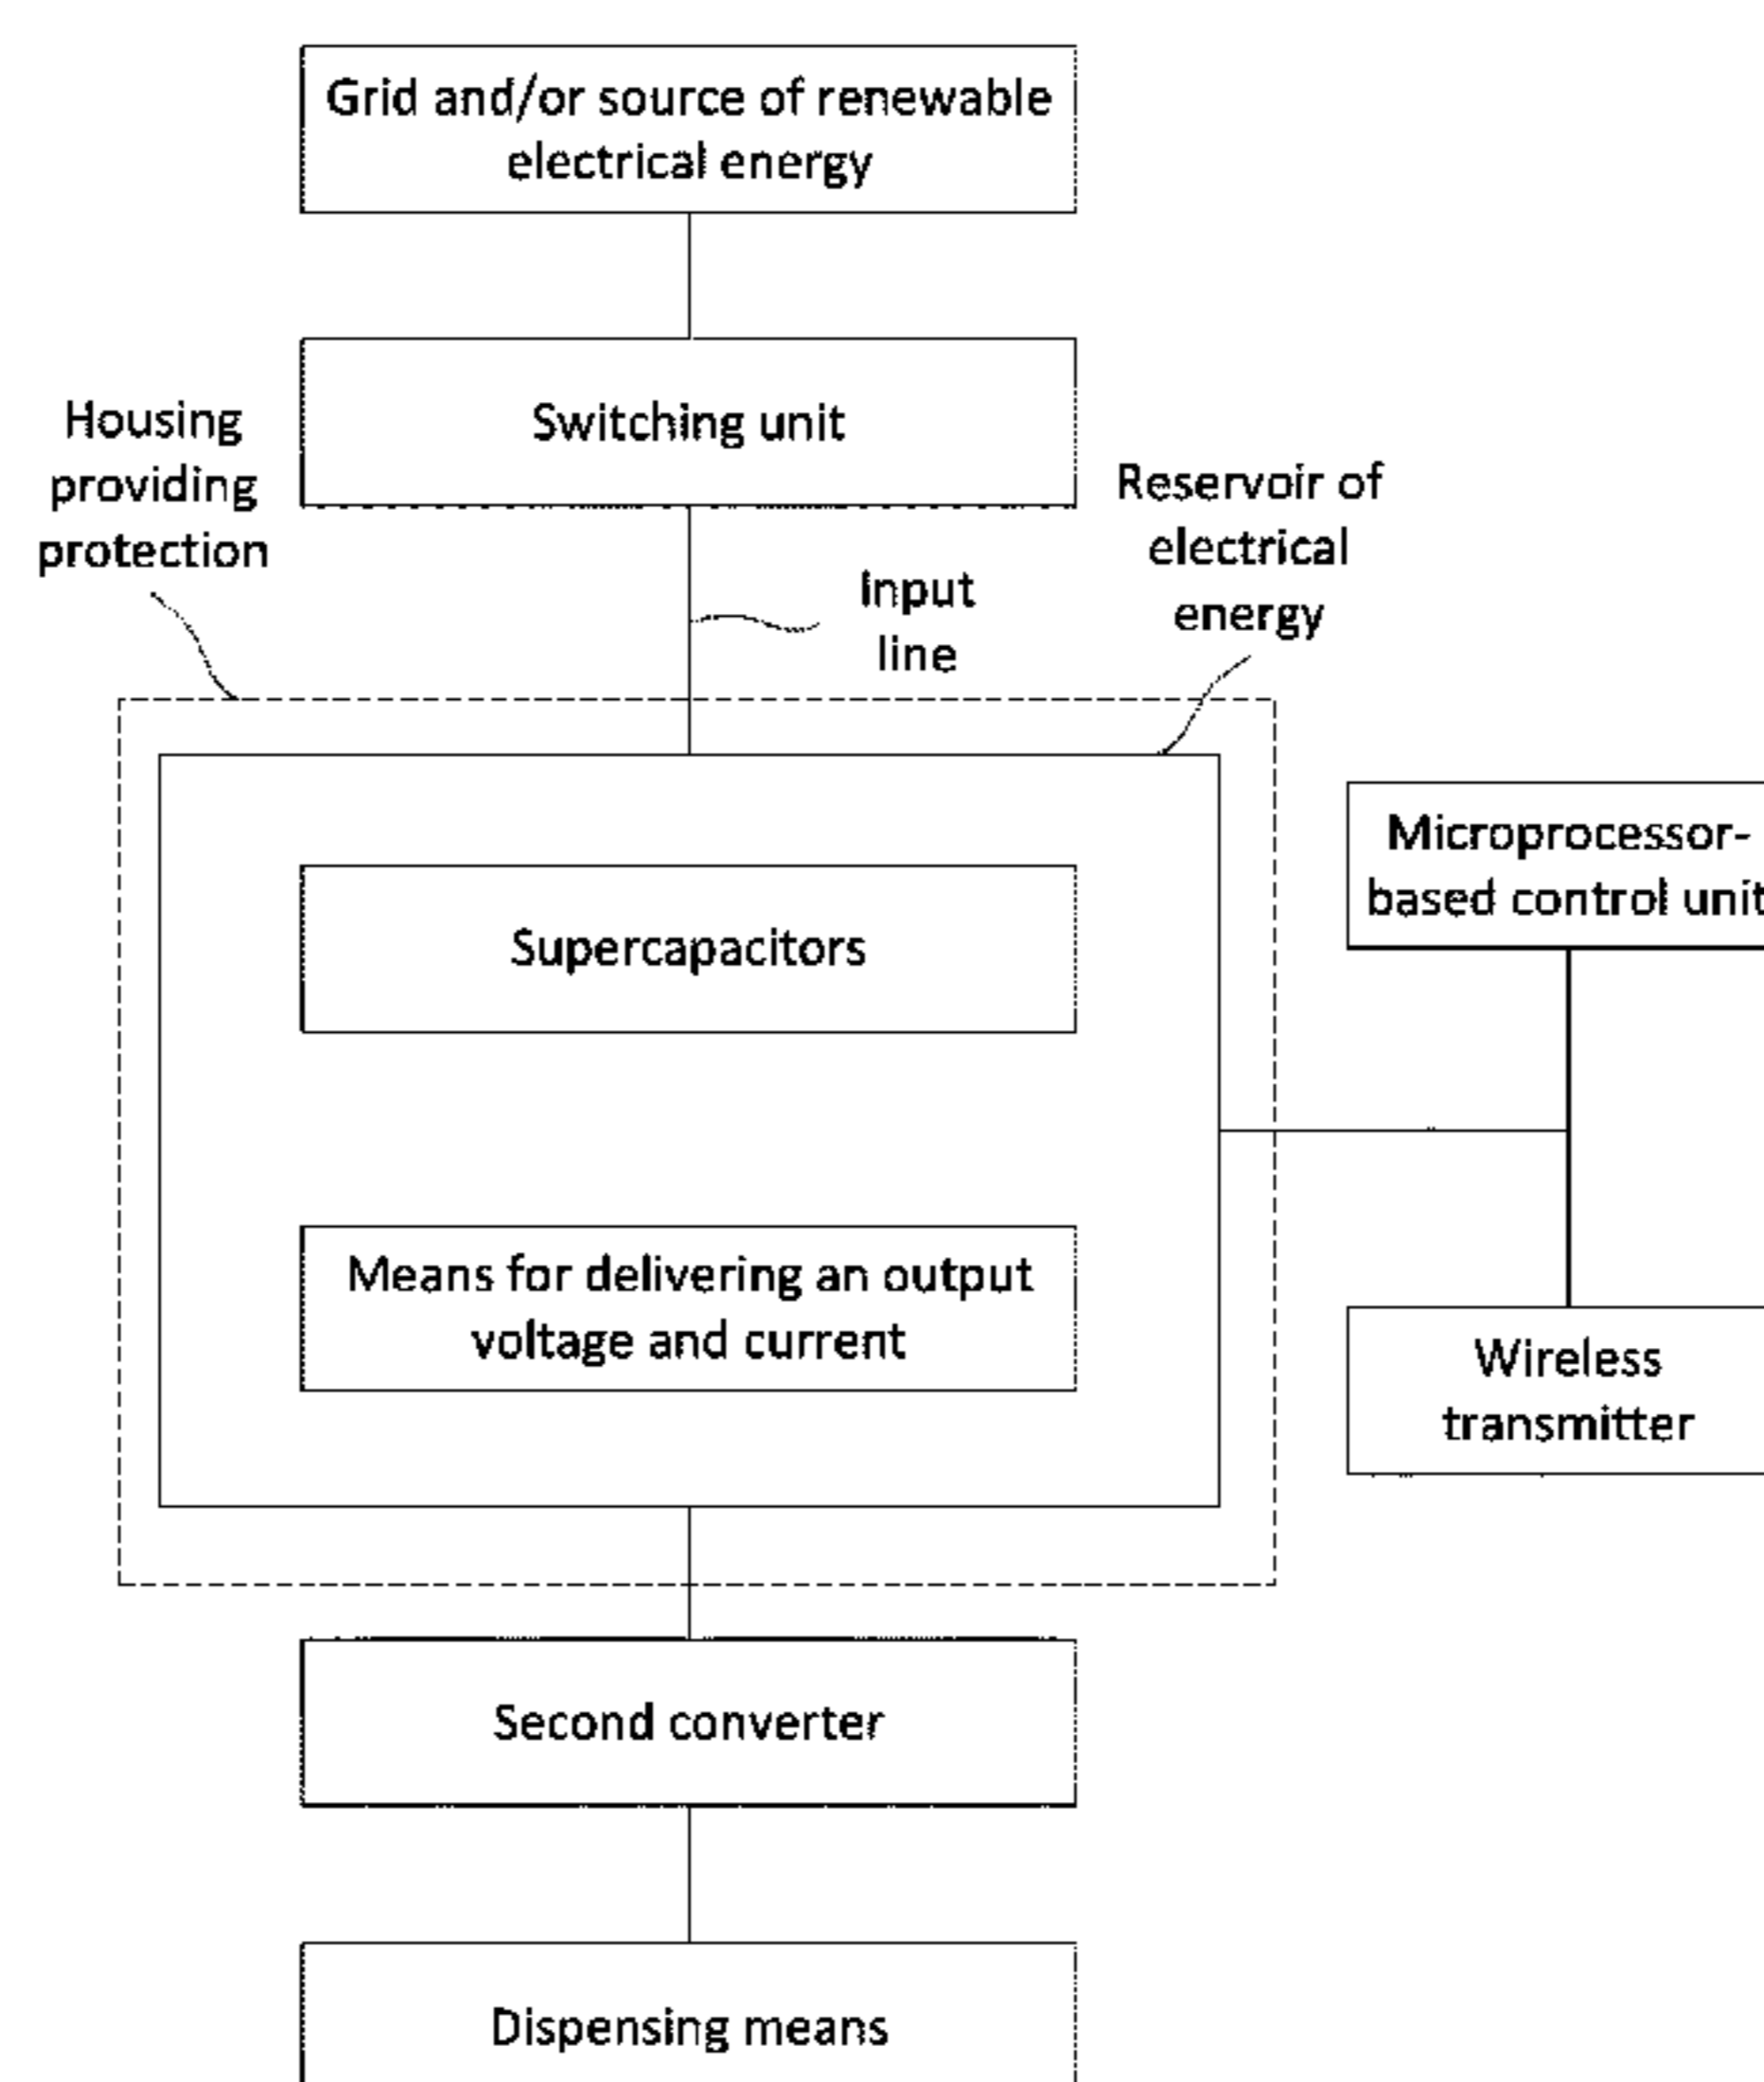 Grid and/or source of renewable
electrical energy
Switching unit
Housing
providing
protection
Reservoir of
electrical
energy
Input
line
Supercapacitors
Microprocessor-
based control unit
Means for delivering an output
voltage and current
Wireless
transmitter
Second converter
Dispensing means